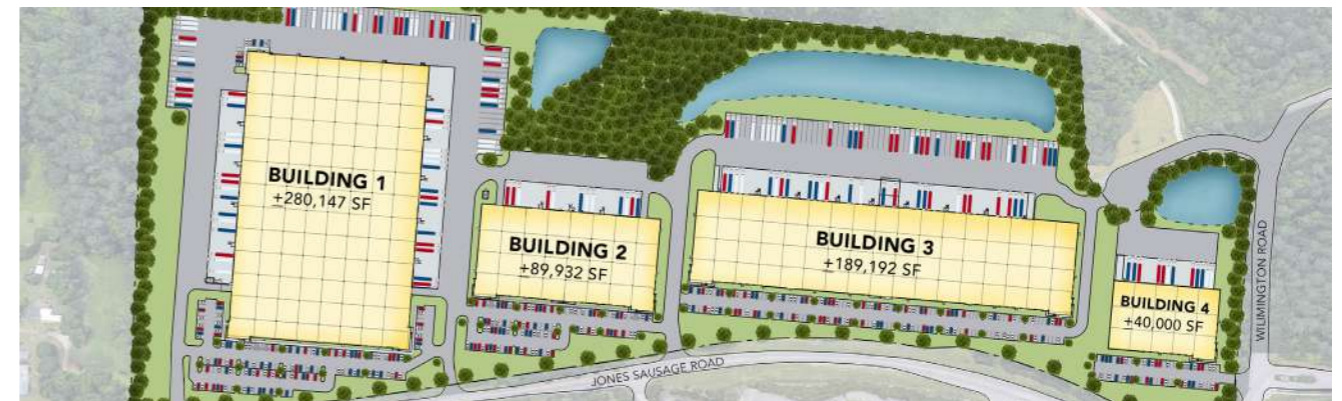 BUILDING 1
±280,147 SF
BUILDING 2
±89,932 SF
BUILDING 3
±189,192 SF
BUILDING 4
±40,000 SF
JONES SAUSAGE ROAD
WILIMINGTON ROAD